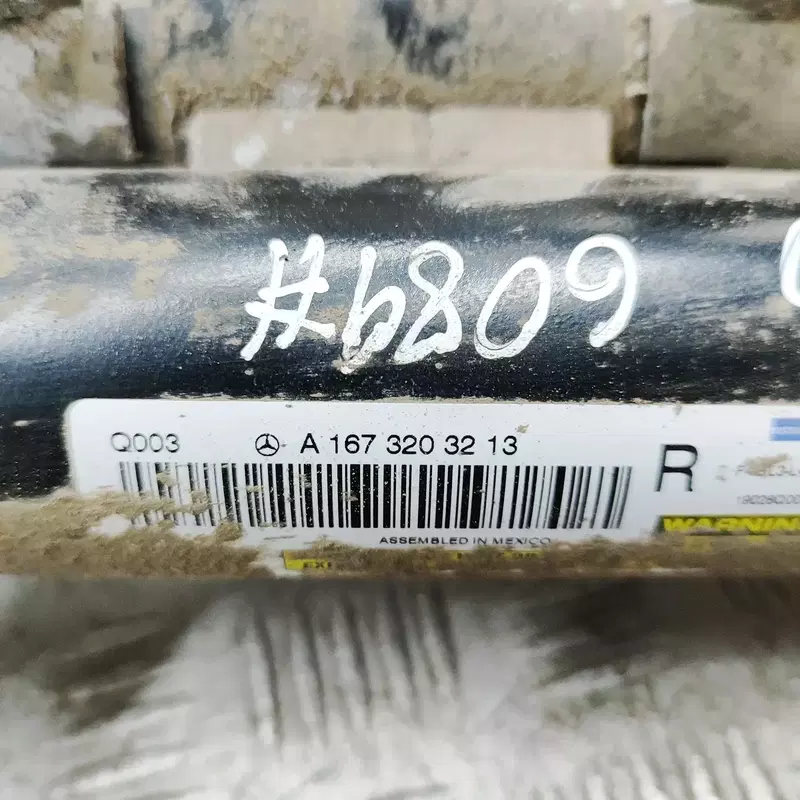 #6809
Q003 A 167 320 32 13 R
ASSEMBLED IN MEXICO
WARNIN